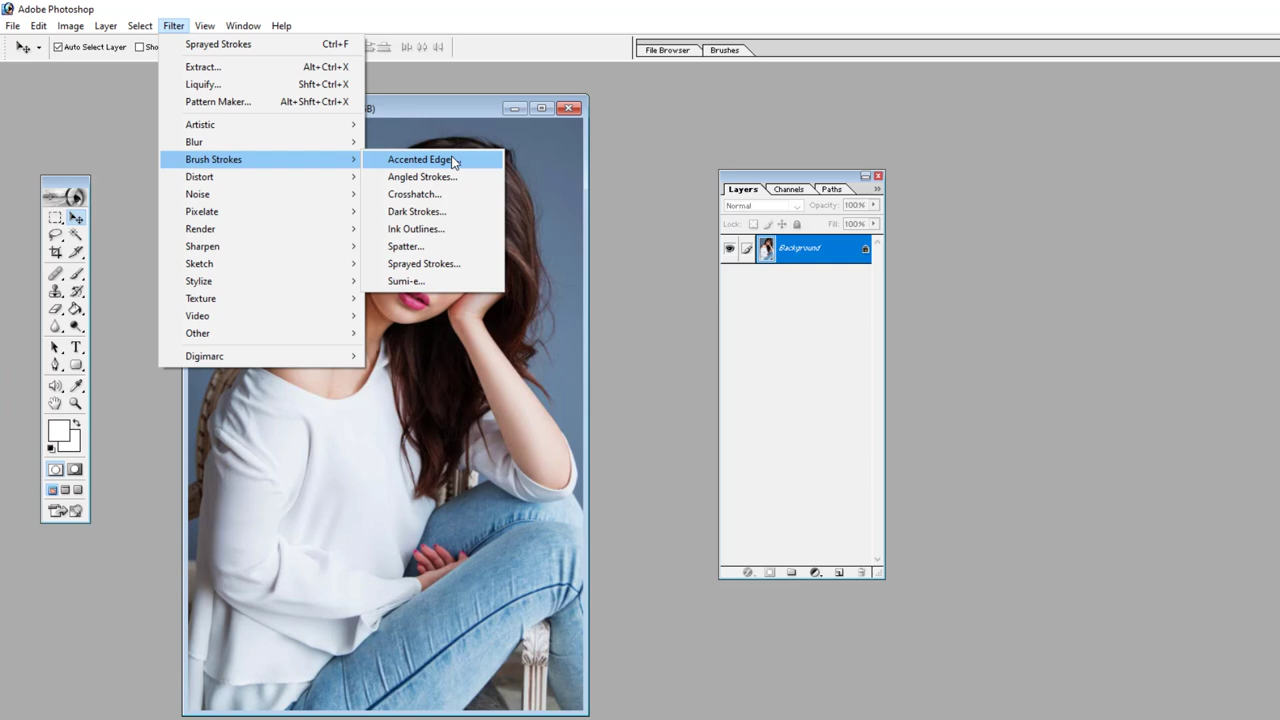 Adobe Photoshop
File Edit Image Layer Select Filter View Window Help
Auto Select Layer
File Browser Brushes
Sprayed Strokes Ctrl+F
Extract... Alt+Ctrl+X
Liquify... Shft+Ctrl+X
Pattern Maker... Alt+Shft+Ctrl+X
Artistic
Blur
Brush Strokes
Distort
Noise
Pixelate
Render
Sharpen
Sketch
Stylize
Texture
Video
Other
Digimarc
Accented Edge
Angled Strokes...
Crosshatch...
Dark Strokes...
Ink Outlines...
Spatter...
Sprayed Strokes...
Sumi-e...
Layers Channels Paths
Normal Opacity: 100%
Lock: Fill: 100%
Background